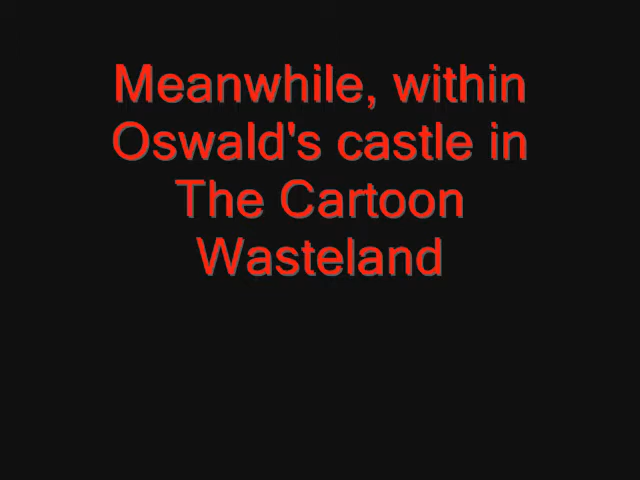 Meanwhile, within
Oswald's castle in
The Cartoon
Wasteland